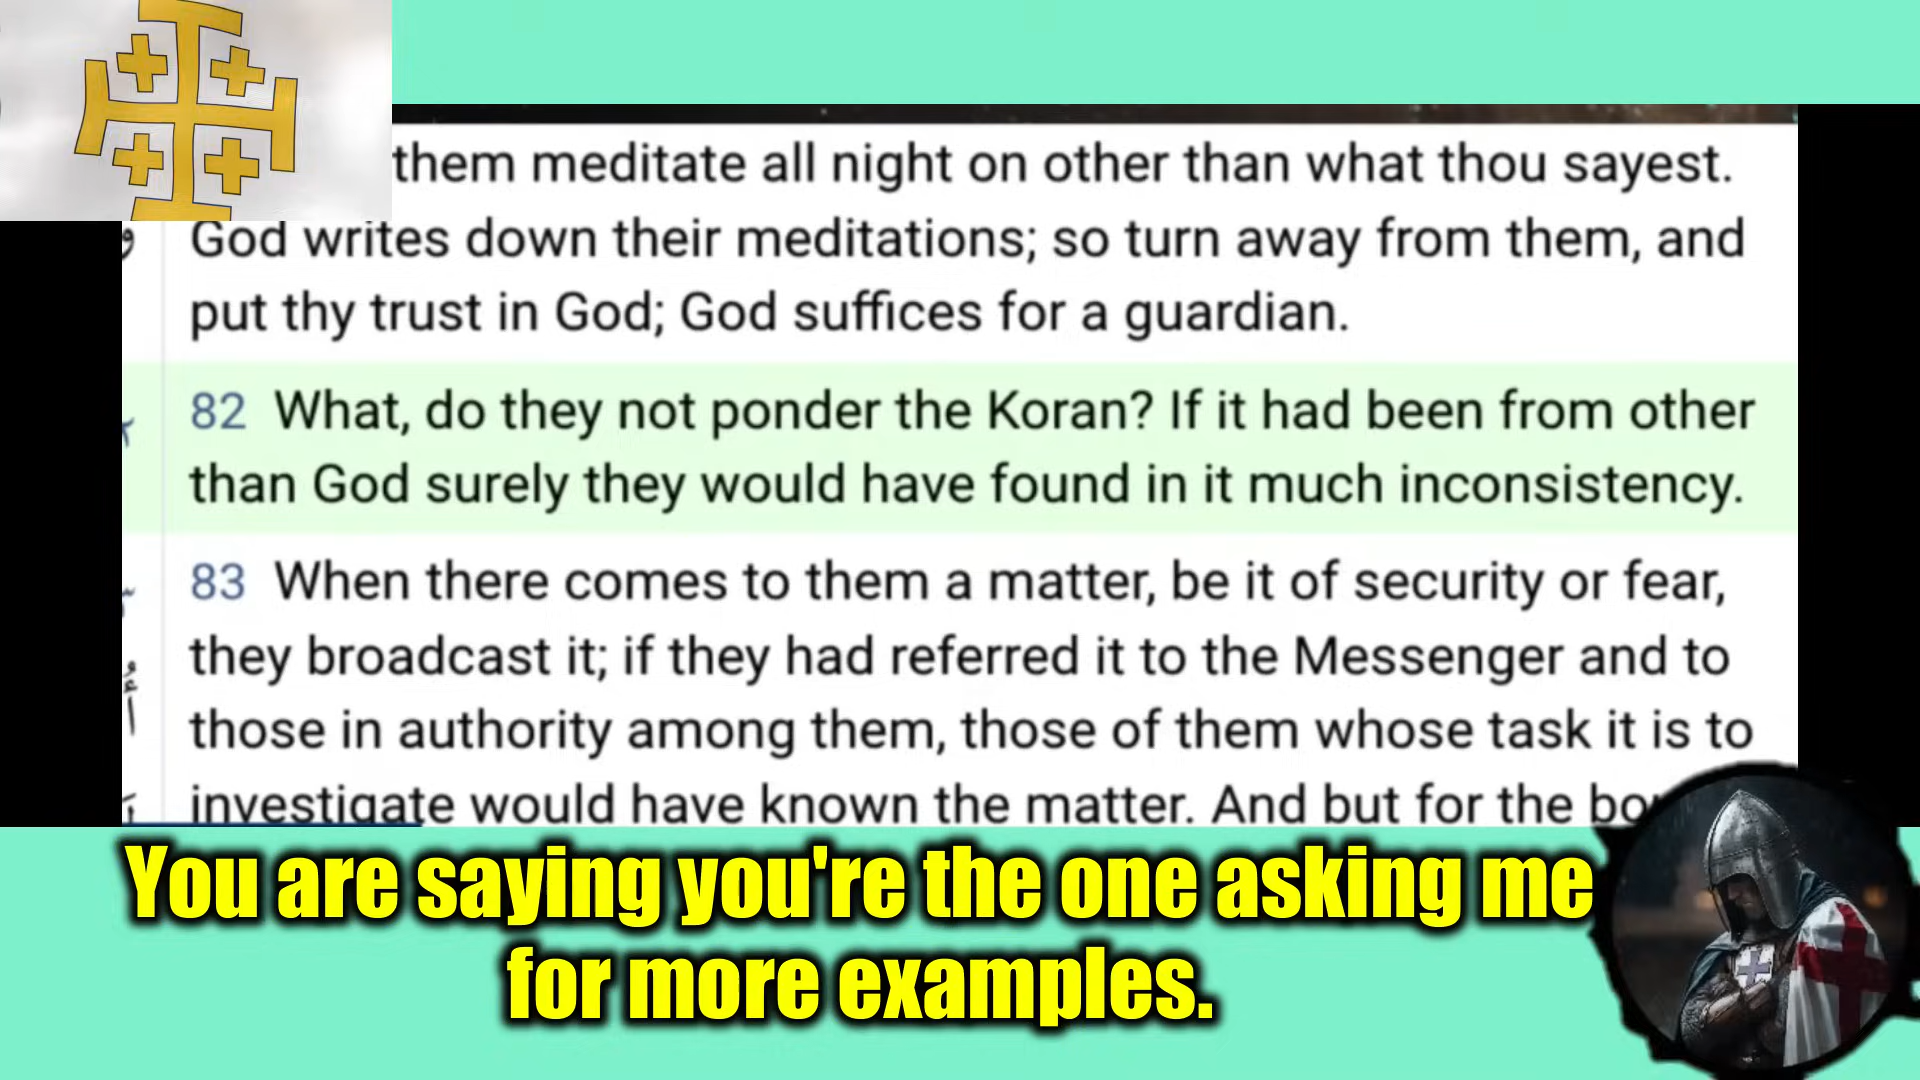 them meditate all night on other than what thou sayest.
God writes down their meditations; so turn away from them, and
put thy trust in God; God suffices for a guardian.
82 What, do they not ponder the Koran? If it had been from other
than God surely they would have found in it much inconsistency.
83 When there comes to them a matter, be it of security or fear,
they broadcast it; if they had referred it to the Messenger and to
those in authority among them, those of them whose task it is to
investigate would have known the matter. And but for the
You are saying you're the one asking me
for more examples.